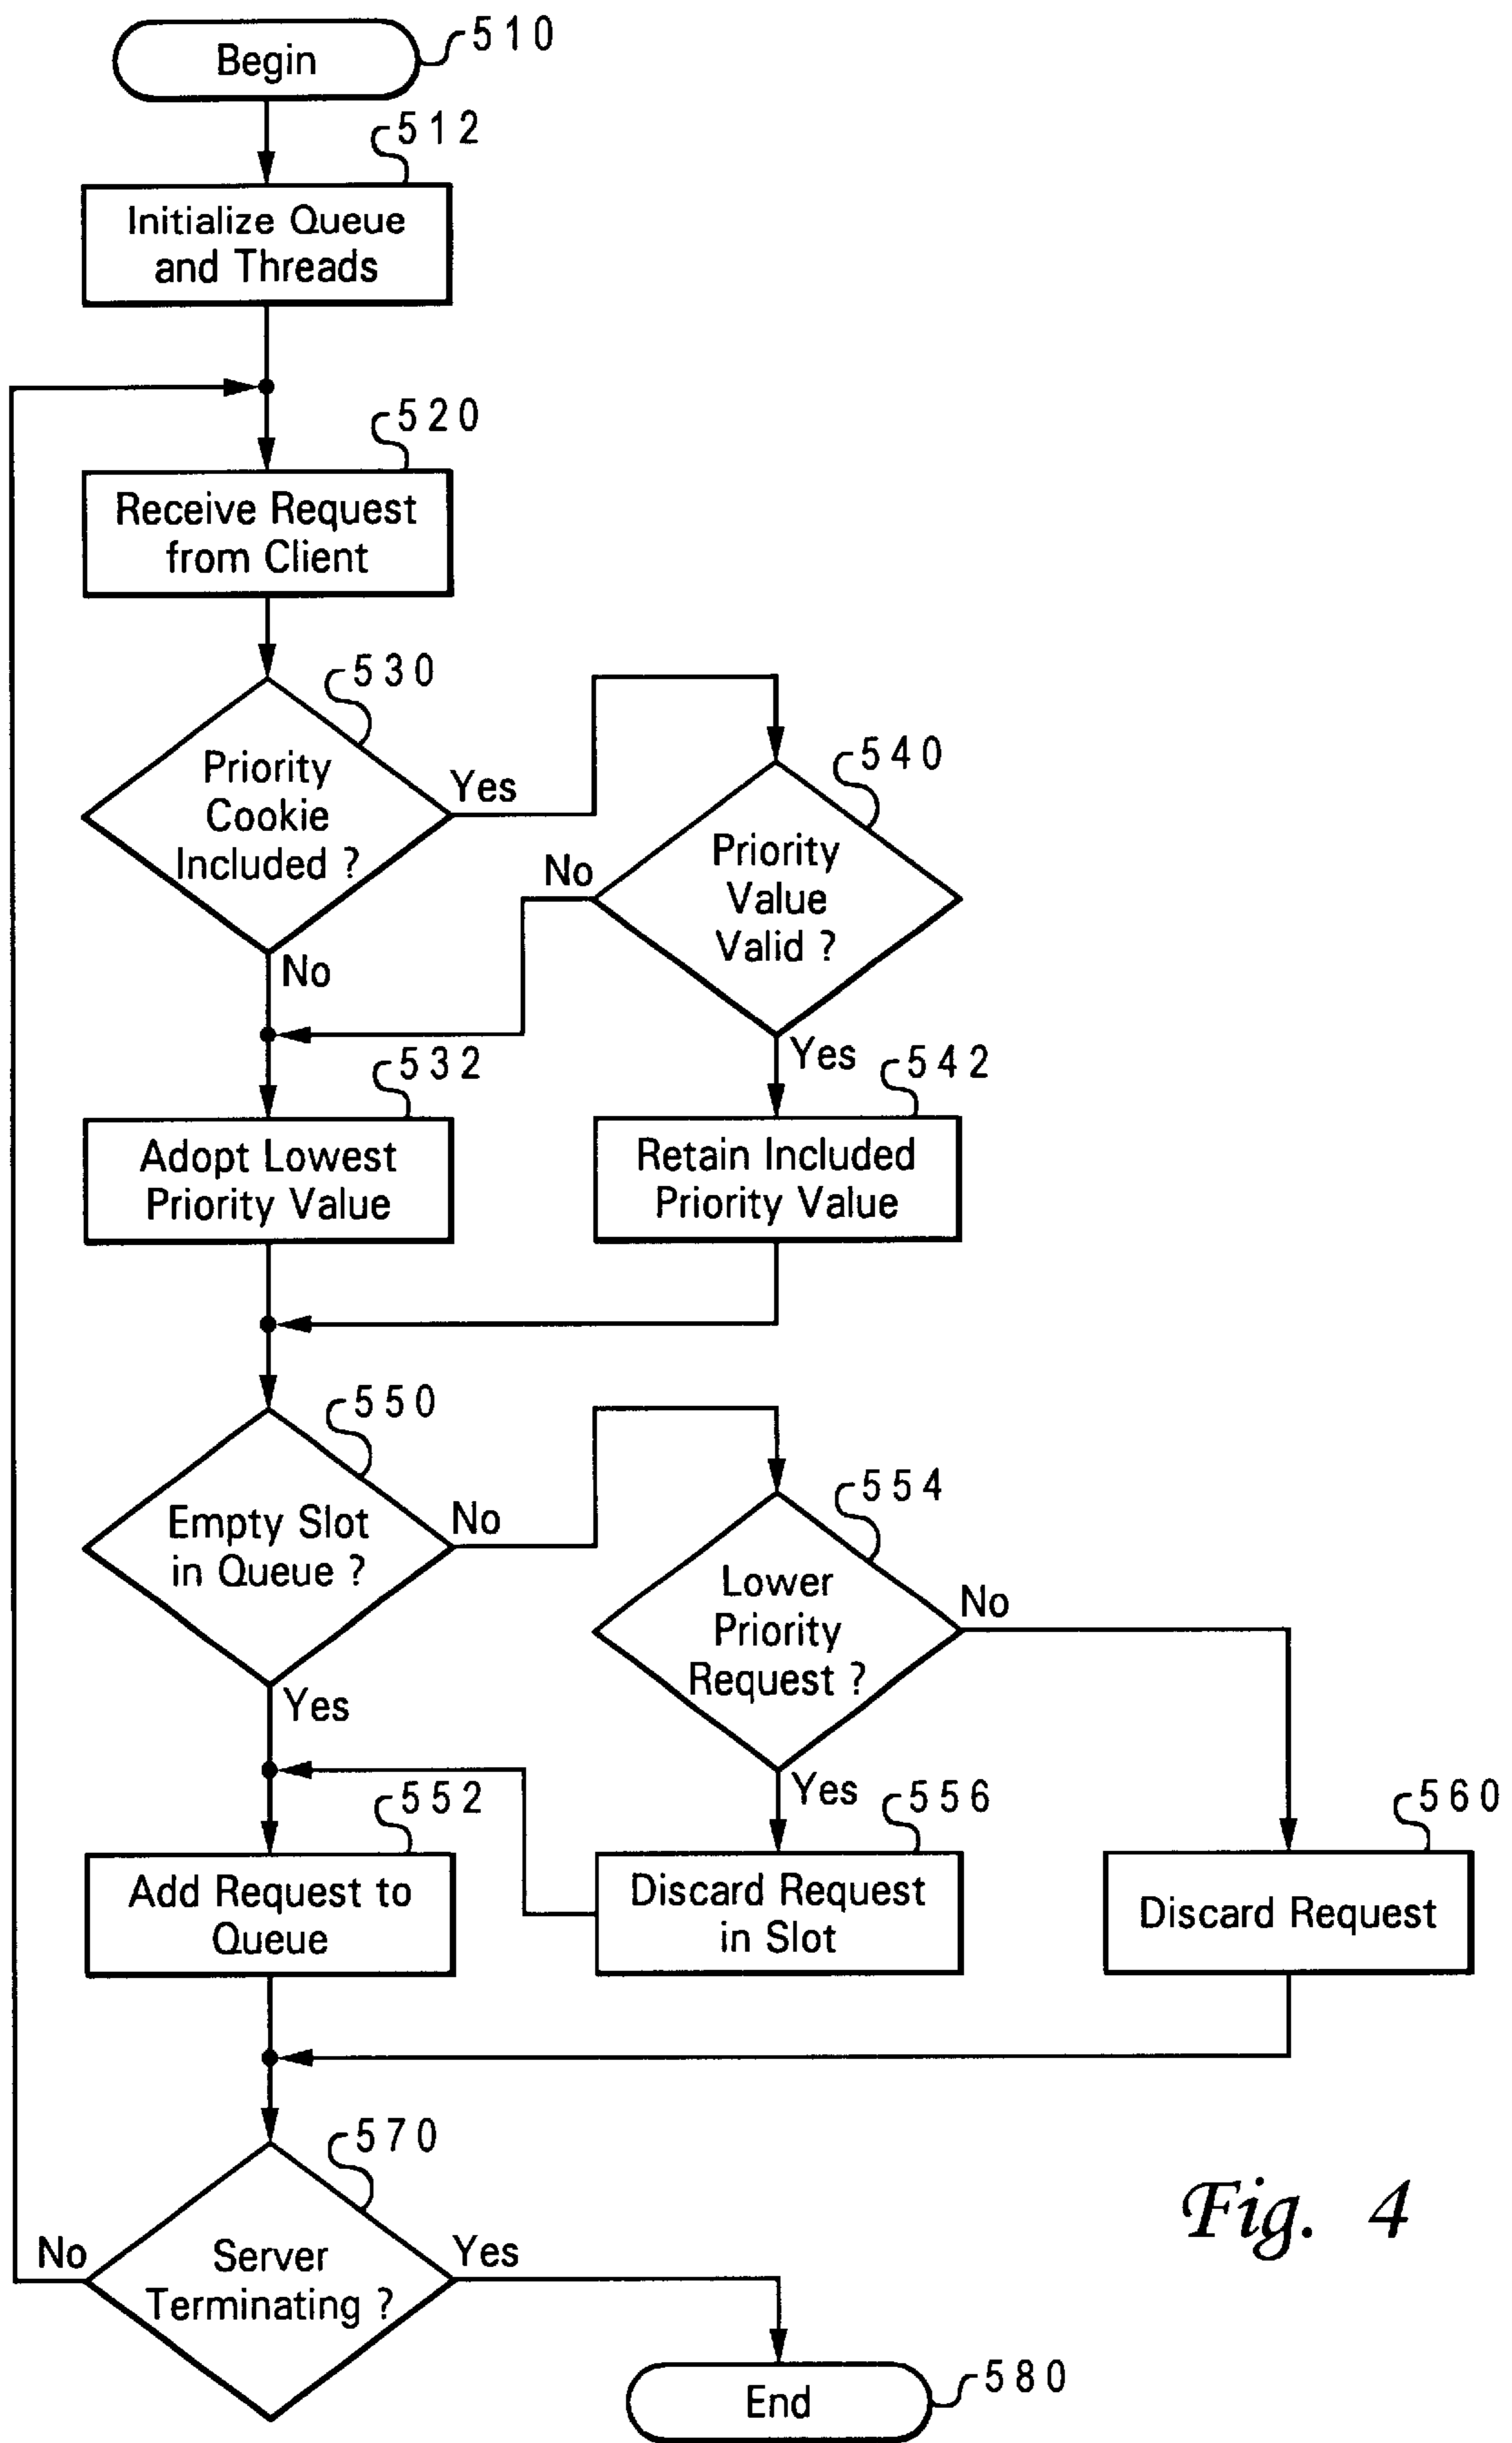 Begin
510
512
Initialize Queue
and Threads
520
Receive Request
from Client
530
Priority
Cookie
Included ?
Yes
No
540
Priority
Value
Valid ?
No
Yes
532
Adopt Lowest
Priority Value
542
Retain Included
Priority Value
550
Empty Slot
in Queue ?
No
Yes
554
Lower
Priority
Request ?
No
Yes
552
Add Request to
Queue
556
Discard Request
in Slot
560
Discard Request
570
Server
Terminating ?
No
Yes
End
580
Fig. 4